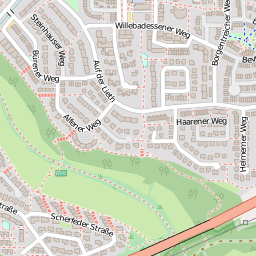 Willebadessener Weg
Steinhauser Weg
Borgentreicher Weg
Burener Weg
Auf der Lieth
Alfener Weg
Haarener Weg
Helmerner Weg
Scherfeder Straße
straße